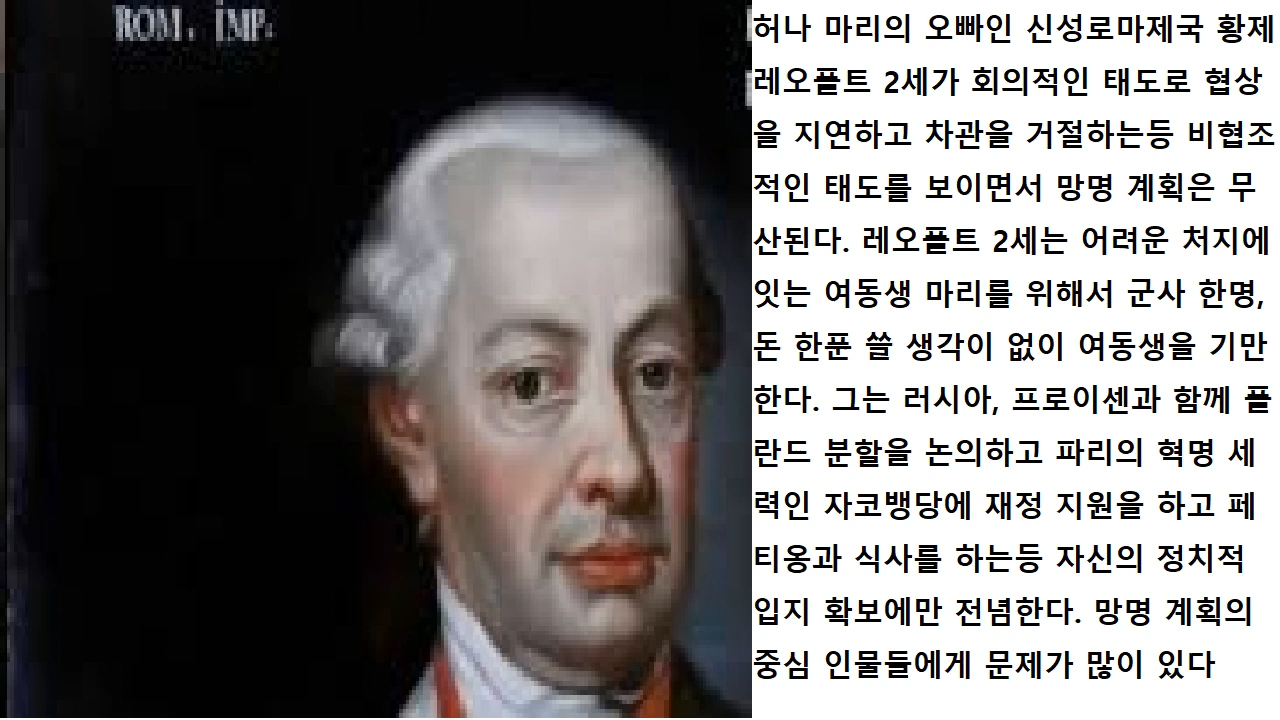 ROM. IMP.
허나 마리의 오빠인 신성로마제국 황제
레오폴트 2세가 회의적인 태도로 협상
을 지연하고 차관을 거절하는등 비협조
적인 태도를 보이면서 망명 계획은 무
산된다. 레오폴트 2세는 어려운 처지에
잇는 여동생 마리를 위해서 군사 한명,
돈 한푼 쓸 생각이 없이 여동생을 기만
한다. 그는 러시아, 프로이센과 함께 폴
란드 분할을 논의하고 파리의 혁명 세
력인 자코뱅당에 재정 지원을 하고 페
티옹과 식사를 하는등 자신의 정치적
입지 확보에만 전념한다. 망명 계획의
중심 인물들에게 문제가 많이 있다